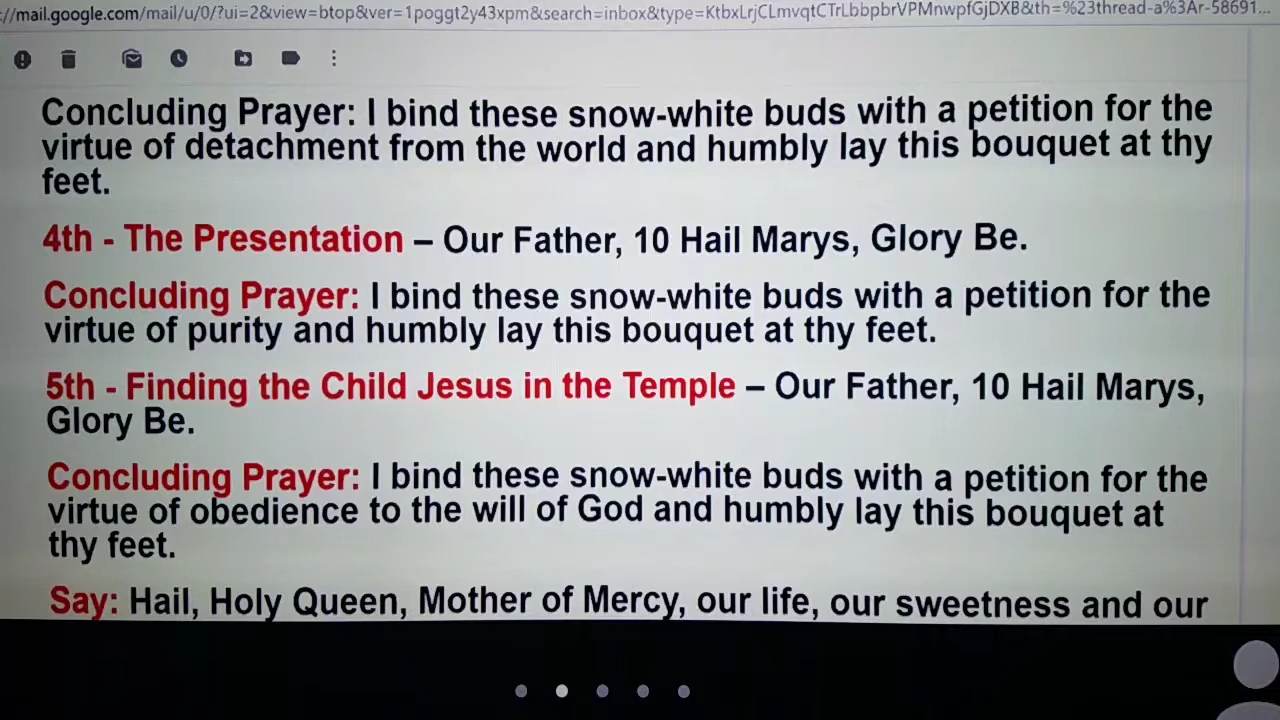 ://mail.google.com/mail/u/0/?ui=2&view=btop&ver=1poggt2y43xpm&search=inbox&type=KtbxLrjCLmvqtCTrLbbpbrVPMnwpfGjDXB&th=%23thread-a%3Ar-58691...
Concluding Prayer: I bind these snow-white buds with a petition for the
virtue of detachment from the world and humbly lay this bouquet at thy
feet.
4th - The Presentation – Our Father, 10 Hail Marys, Glory Be.
Concluding Prayer: I bind these snow-white buds with a petition for the
virtue of purity and humbly lay this bouquet at thy feet.
5th - Finding the Child Jesus in the Temple – Our Father, 10 Hail Marys,
Glory Be.
Concluding Prayer: I bind these snow-white buds with a petition for the
virtue of obedience to the will of God and humbly lay this bouquet at
thy feet.
Say: Hail, Holy Queen, Mother of Mercy, our life, our sweetness and our